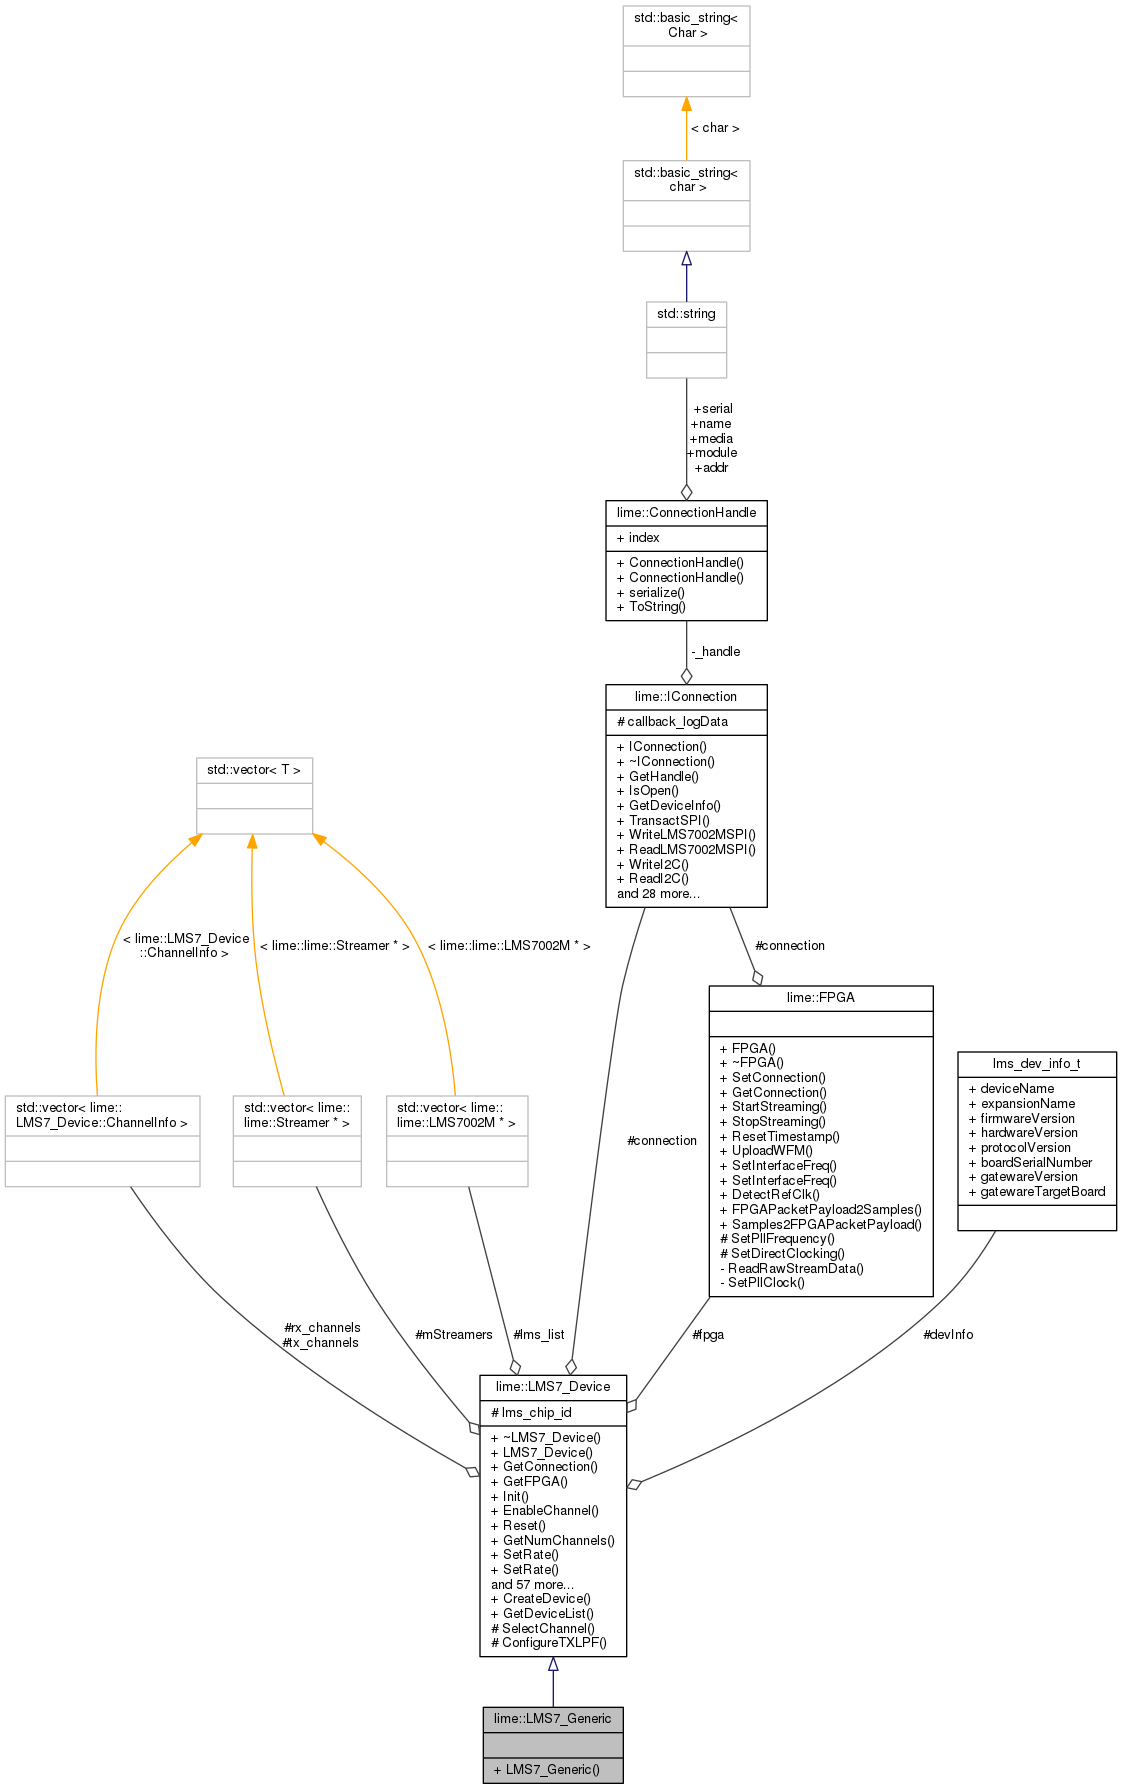 std::basic_string<
Char >
< char >
std::basic_string<
char >
std::string
+serial
+name
+media
+module
+addr
lime::ConnectionHandle
+ index
+ ConnectionHandle()
+ ConnectionHandle()
+ serialize()
+ ToString()
-_handle
lime::IConnection
# callback_logData
+ IConnection()
+ ~IConnection()
+ GetHandle()
+ IsOpen()
+ GetDeviceInfo()
+ TransactSPI()
+ WriteLMS7002MSPI()
+ ReadLMS7002MSPI()
+ WriteI2C()
+ ReadI2C()
and 28 more...
std::vector< T >
< lime::LMS7_Device
::ChannelInfo >
< lime::lime::Streamer * >
< lime::lime::LMS7002M * >
#connection
lime::FPGA
+ FPGA()
+ ~FPGA()
+ SetConnection()
+ GetConnection()
+ StartStreaming()
+ StopStreaming()
+ ResetTimestamp()
+ UploadWFM()
+ SetInterfaceFreq()
+ SetInterfaceFreq()
+ DetectRefClk()
+ FPGAPacketPayload2Samples()
+ Samples2FPGAPacketPayload()
# SetPllFrequency()
# SetDirectClocking()
- ReadRawStreamData()
- SetPllClock()
lms_dev_info_t
+ deviceName
+ expansionName
+ firmwareVersion
+ hardwareVersion
+ protocolVersion
+ boardSerialNumber
+ gatewareVersion
+ gatewareTargetBoard
std::vector< lime::
LMS7_Device::ChannelInfo >
std::vector< lime::
lime::Streamer * >
std::vector< lime::
lime::LMS7002M * >
#connection
#rx_channels
#tx_channels
#mStreamers
#lms_list
#fpga
#devInfo
lime::LMS7_Device
# lms_chip_id
+ ~LMS7_Device()
+ LMS7_Device()
+ GetConnection()
+ GetFPGA()
+ Init()
+ EnableChannel()
+ Reset()
+ GetNumChannels()
+ SetRate()
+ SetRate()
and 57 more...
+ CreateDevice()
+ GetDeviceList()
# SelectChannel()
# ConfigureTXLPF()
lime::LMS7_Generic
+ LMS7_Generic()